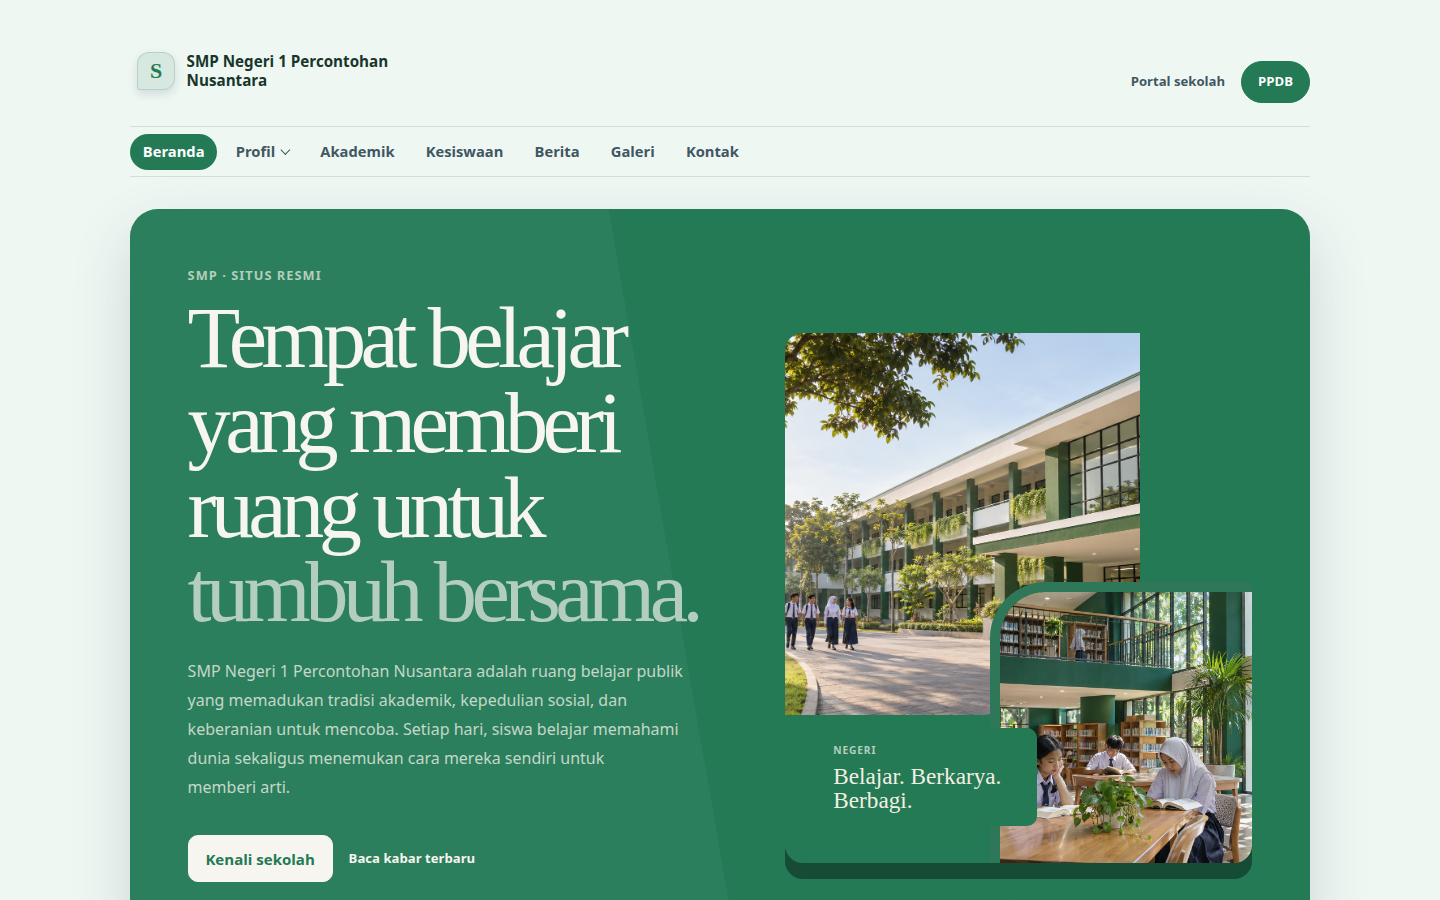 S
SMP Negeri 1 Percontohan
Nusantara
Portal sekolah
PPDB
Beranda
Profil
Akademik
Kesiswaan
Berita
Galeri
Kontak
SMP · SITUS RESMI
Tempat belajar
yang memberi
ruang untuk
tumbuh bersama.
SMP Negeri 1 Percontohan Nusantara adalah ruang belajar publik
yang memadukan tradisi akademik, kepedulian sosial, dan
keberanian untuk mencoba. Setiap hari, siswa belajar memahami
dunia sekaligus menemukan cara mereka sendiri untuk
memberi arti.
Kenali sekolah
Baca kabar terbaru
NEGERI
Belajar. Berkarya.
Berbagi.